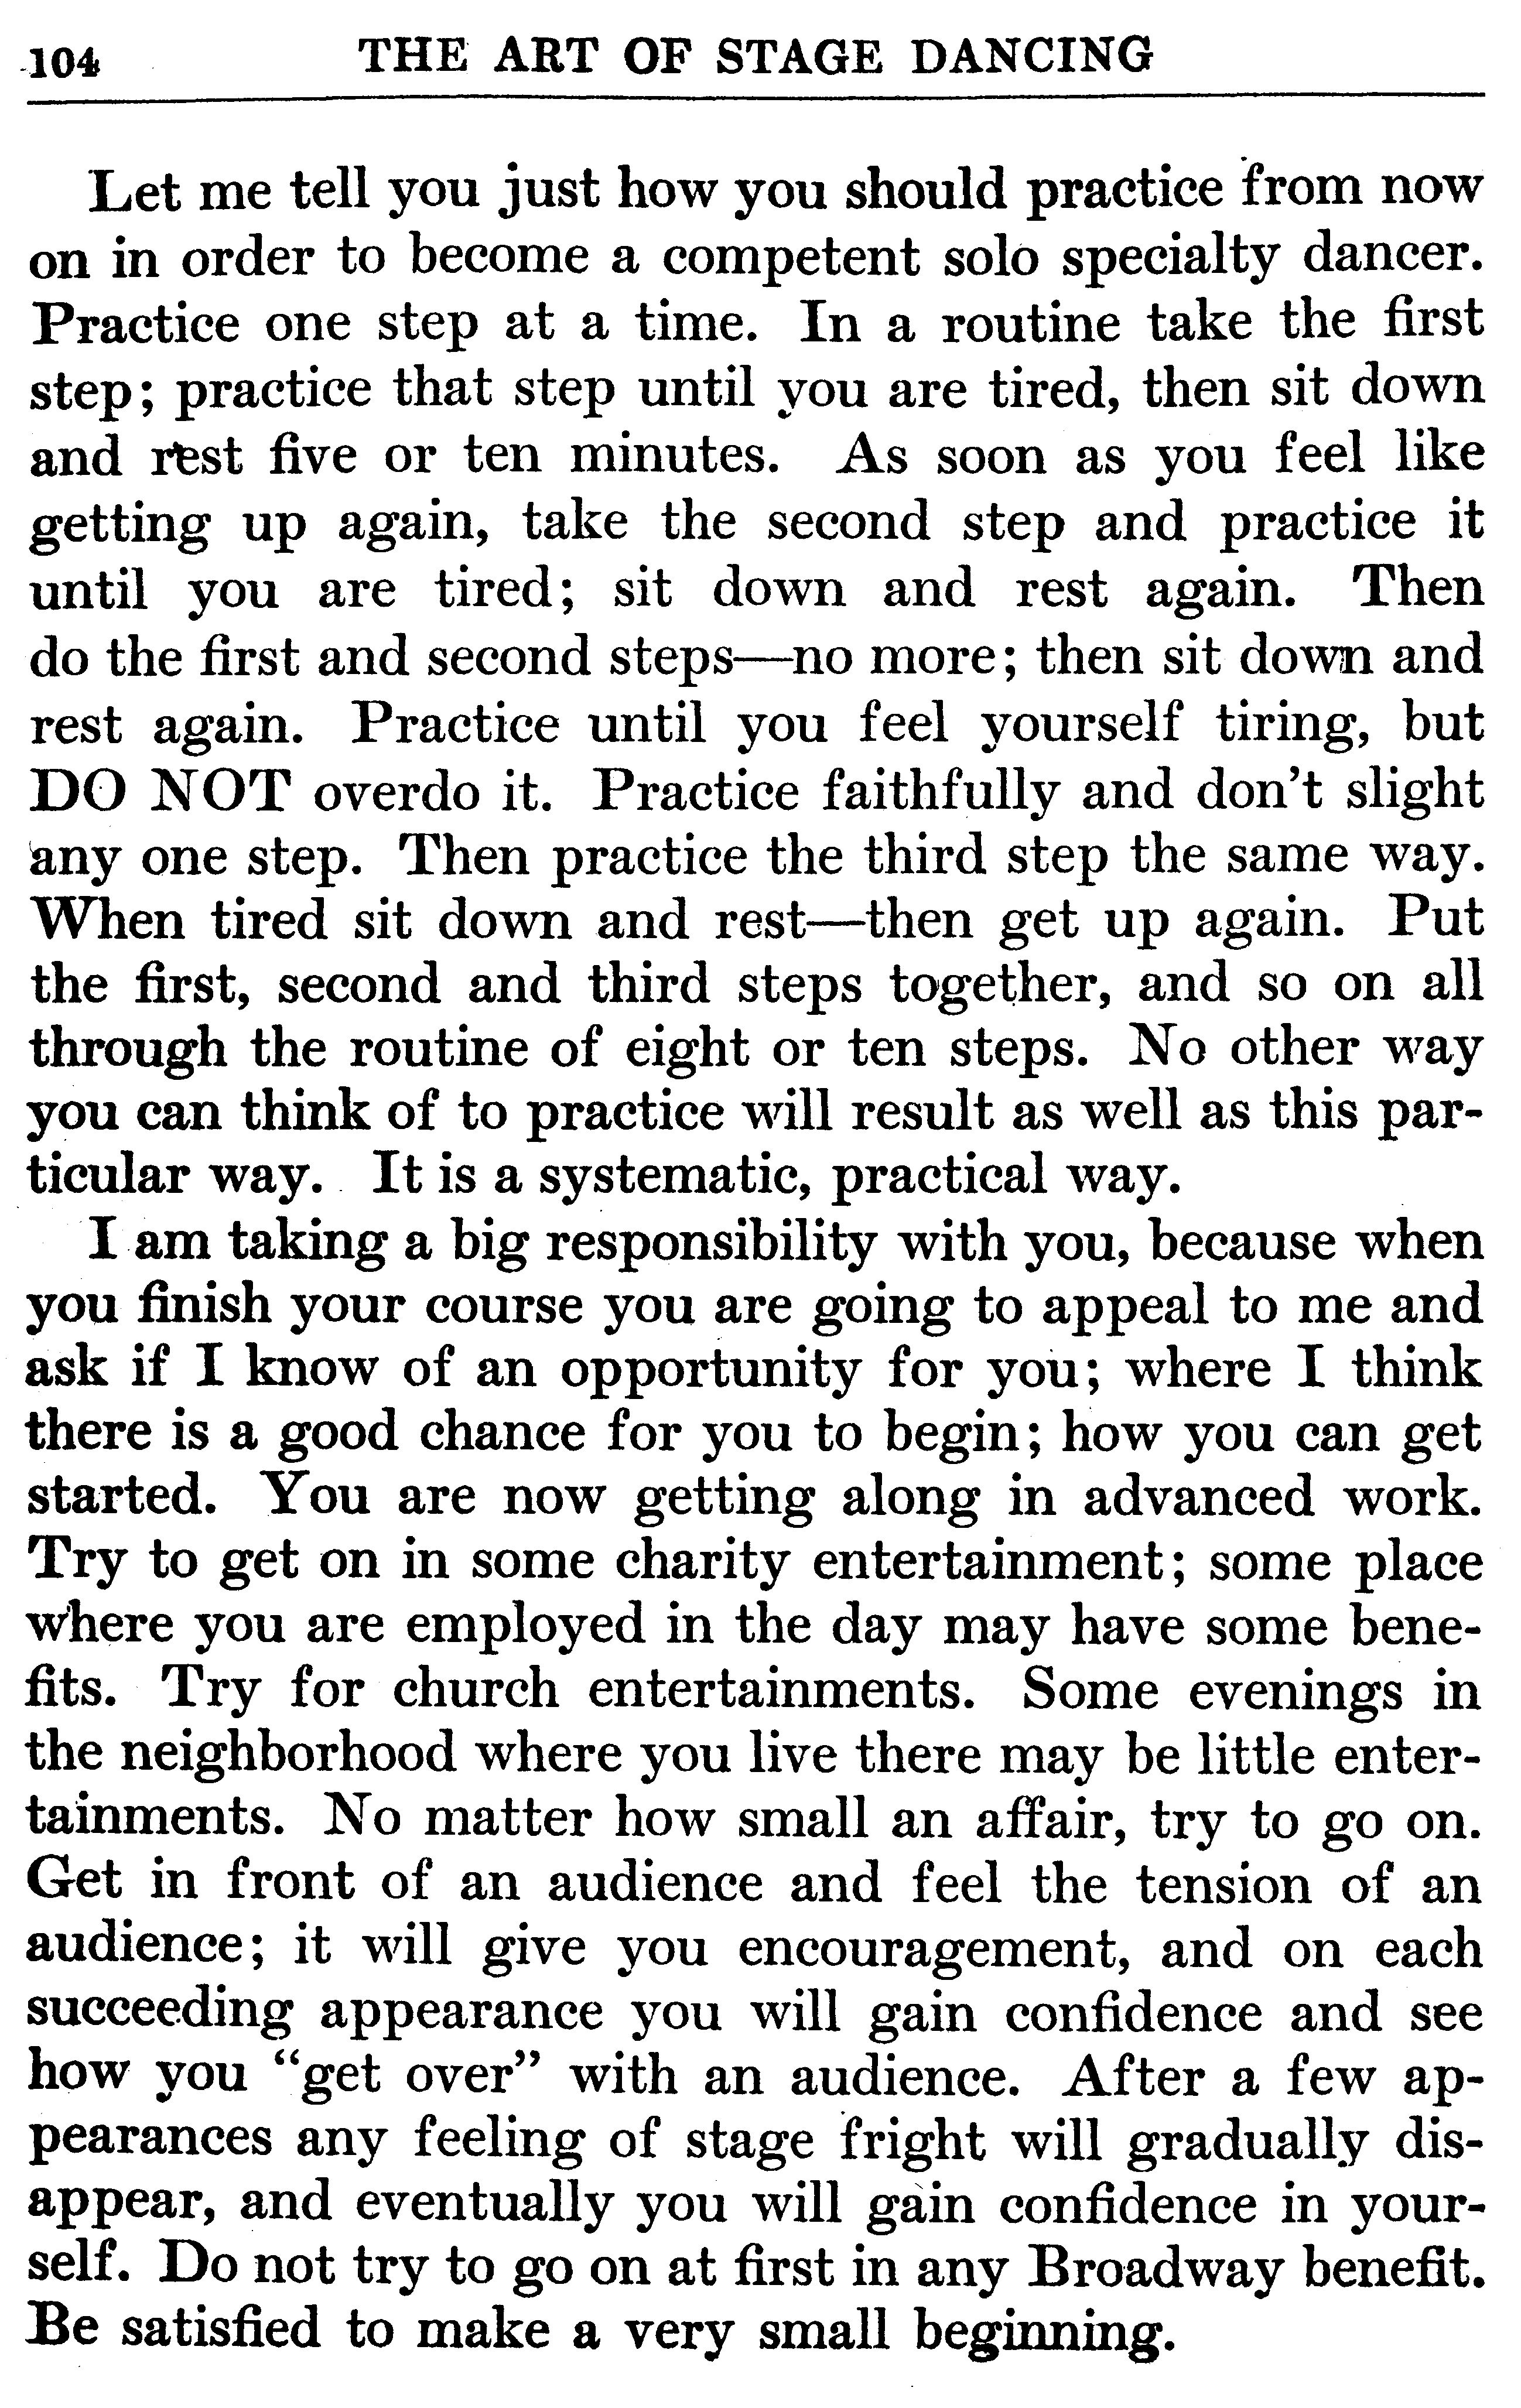 104 THE ART OF STAGE DANCING
Let me tell you just how you should practice from now
on in order to become a competent solo specialty dancer.
Practice one step at a time. In a routine take the first
step; practice that step until you are tired, then sit down
and rest five or ten minutes. As soon as you feel like
getting up again, take the second step and practice it
until you are tired; sit down and rest again. Then
do the first and second steps—no more; then sit down and
rest again. Practice until you feel yourself tiring, but
DO NOT overdo it. Practice faithfully and don't slight
any one step. Then practice the third step the same way.
When tired sit down and rest—then get up again. Put
the first, second and third steps together, and so on all
through the routine of eight or ten steps. No other way
you can think of to practice will result as well as this par-
ticular way. It is a systematic, practical way.
I am taking a big responsibility with you, because when
you finish your course you are going to appeal to me and
ask if I know of an opportunity for you; where I think
there is a good chance for you to begin; how you can get
started. You are now getting along in advanced work.
Try to get on in some charity entertainment; some place
where you are employed in the day may have some bene-
fits. Try for church entertainments. Some evenings in
the neighborhood where you live there may be little enter-
tainments. No matter how small an affair, try to go on.
Get in front of an audience and feel the tension of an
audience; it will give you encouragement, and on each
succeeding appearance you will gain confidence and see
how you "get over" with an audience. After a few ap-
pearances any feeling of stage fright will gradually dis-
appear, and eventually you will gain confidence in your-
self. Do not try to go on at first in any Broadway benefit.
Be satisfied to make a very small beginning.